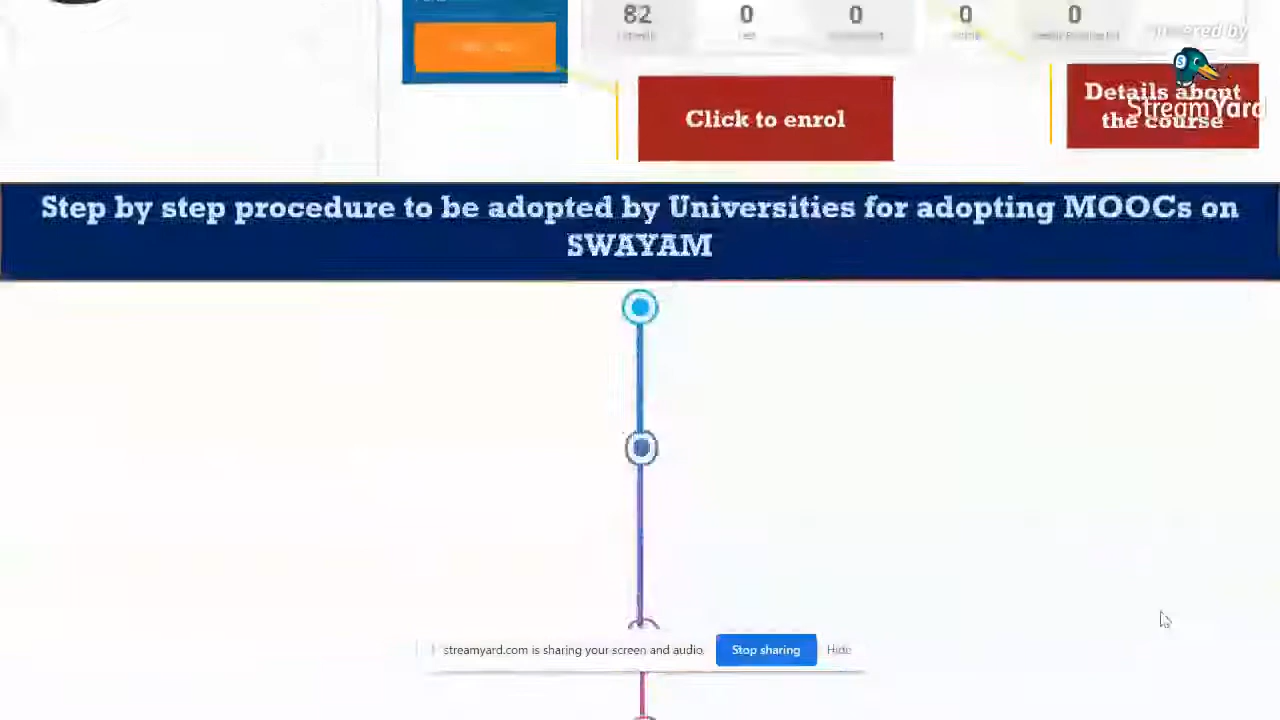 82 0 0 0 0
powered by
StreamYard
Click to enrol
Details about
the course
Step by step procedure to be adopted by Universities for adopting MOOCs on
SWAYAM
streamyard.com is sharing your screen and audio.
Stop sharing
Hide